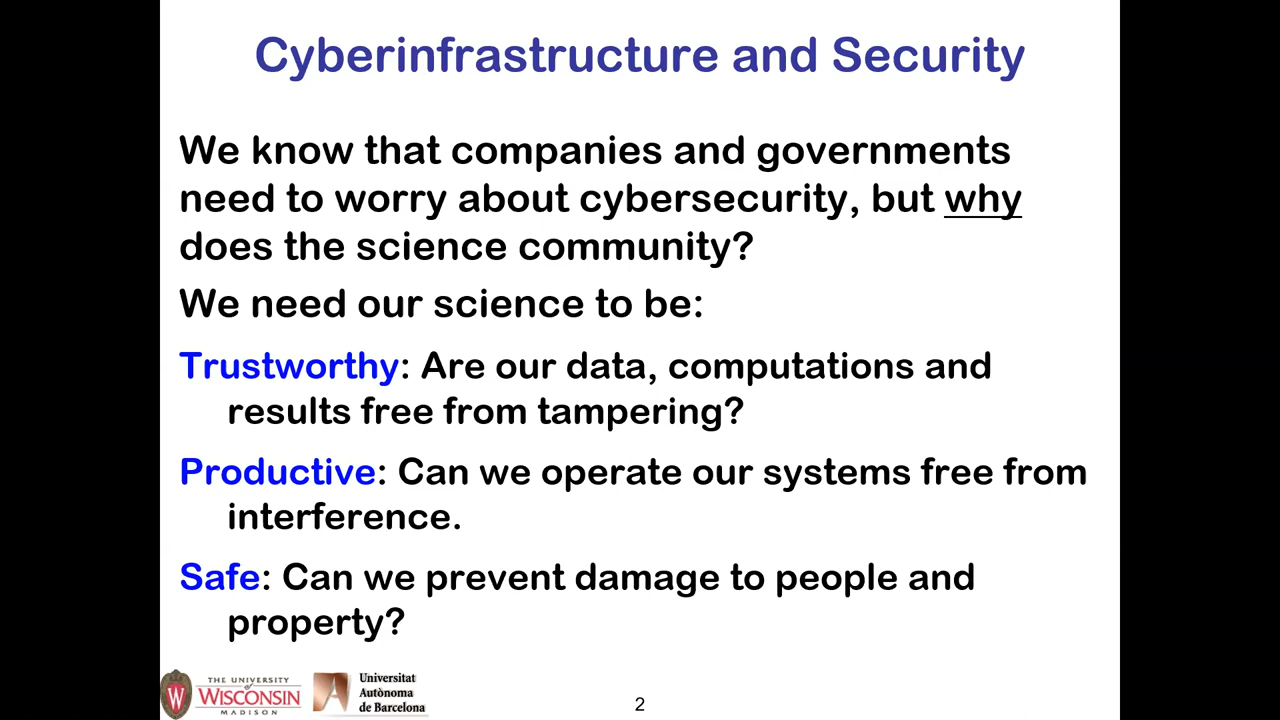 Cyberinfrastructure and Security
We know that companies and governments
need to worry about cybersecurity, but why
does the science community?
We need our science to be:
Trustworthy: Are our data, computations and
results free from tampering?
Productive: Can we operate our systems free from
interference.
Safe: Can we prevent damage to people and
property?
THE UNIVERSITY
of
WISCONSIN
MADISON
Universitat
Autònoma
de Barcelona
2